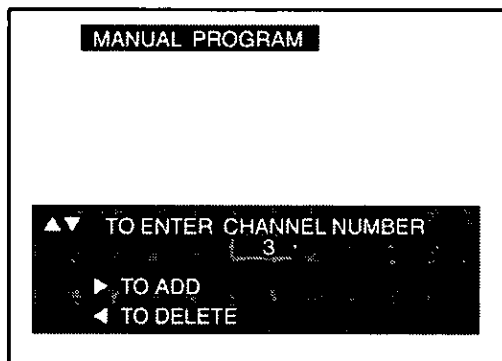 MANUAL PROGRAM
▲▼ TO ENTER CHANNEL NUMBER
3
▶ TO ADD
◀ TO DELETE